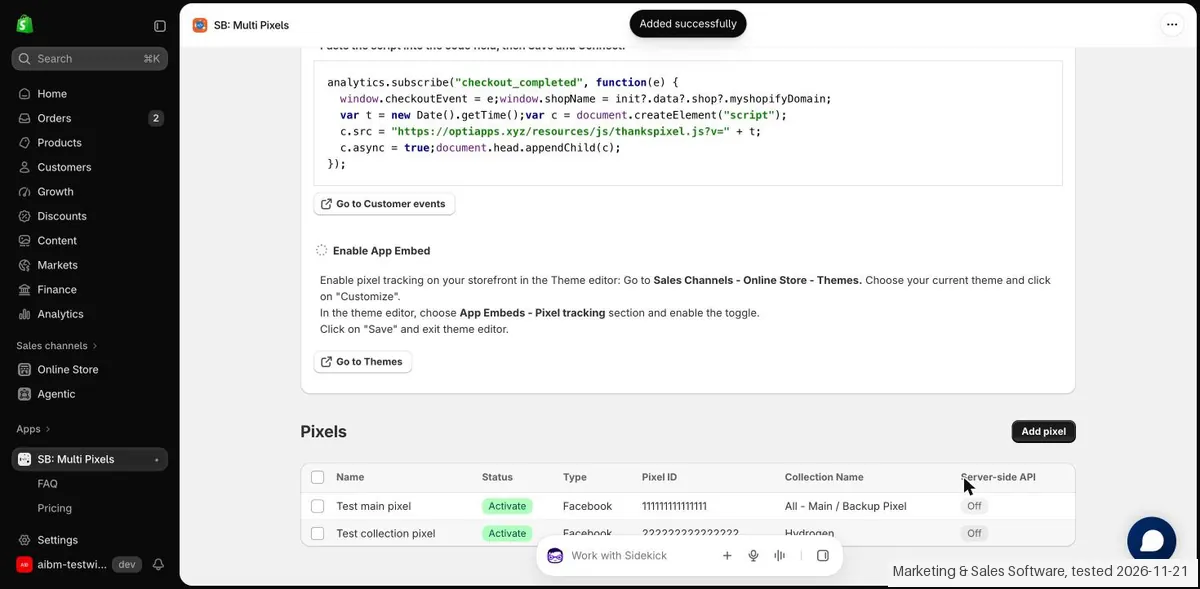 SB: Multi Pixels
Added successfully
Search
⌘K
Home
Orders
2
Products
Customers
Growth
Discounts
Content
Markets
Finance
Analytics
Sales channels
Online Store
Agentic
Apps
SB: Multi Pixels
FAQ
Pricing
Settings
aibm-testwi...
dev
analytics.subscribe("checkout_completed", function(e) {
window.checkoutEvent = e;window.shopName = init?.data?.shop?.myshopifyDomain;
var t = new Date().getTime();var c = document.createElement("script");
c.src = "https://optiapps.xyz/resources/js/thankspixel.js?v=" + t;
c.async = true;document.head.appendChild(c);
});
Go to Customer events
Enable App Embed
Enable pixel tracking on your storefront in the Theme editor: Go to Sales Channels - Online Store - Themes. Choose your current theme and click
on "Customize".
In the theme editor, choose App Embeds - Pixel tracking section and enable the toggle.
Click on "Save" and exit theme editor.
Go to Themes
Pixels
Add pixel
Name Status Type Pixel ID Collection Name Server-side API
Test main pixel Activate Facebook 111111111111111 All - Main / Backup Pixel Off
Test collection pixel Activate Facebook 222222222222222 Hydrogen Off
Work with Sidekick
Marketing & Sales Software, tested 2026-11-21